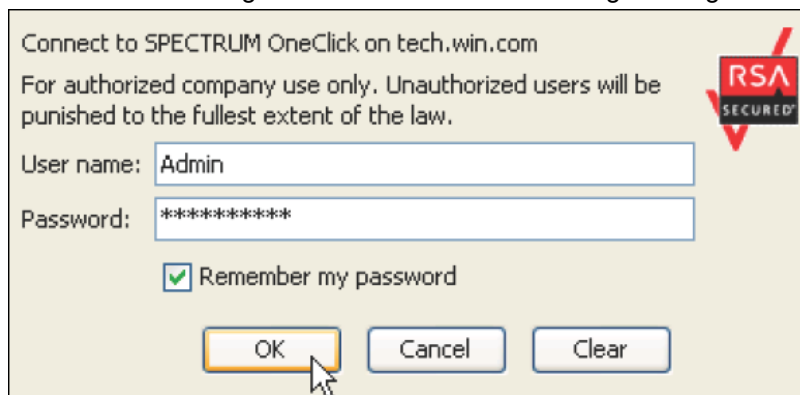 Connect to SPECTRUM OneClick on tech.win.com
For authorized company use only. Unauthorized users will be
punished to the fullest extent of the law.
RSA
SECURED
User name: Admin
Password: **********
Remember my password
OK Cancel Clear